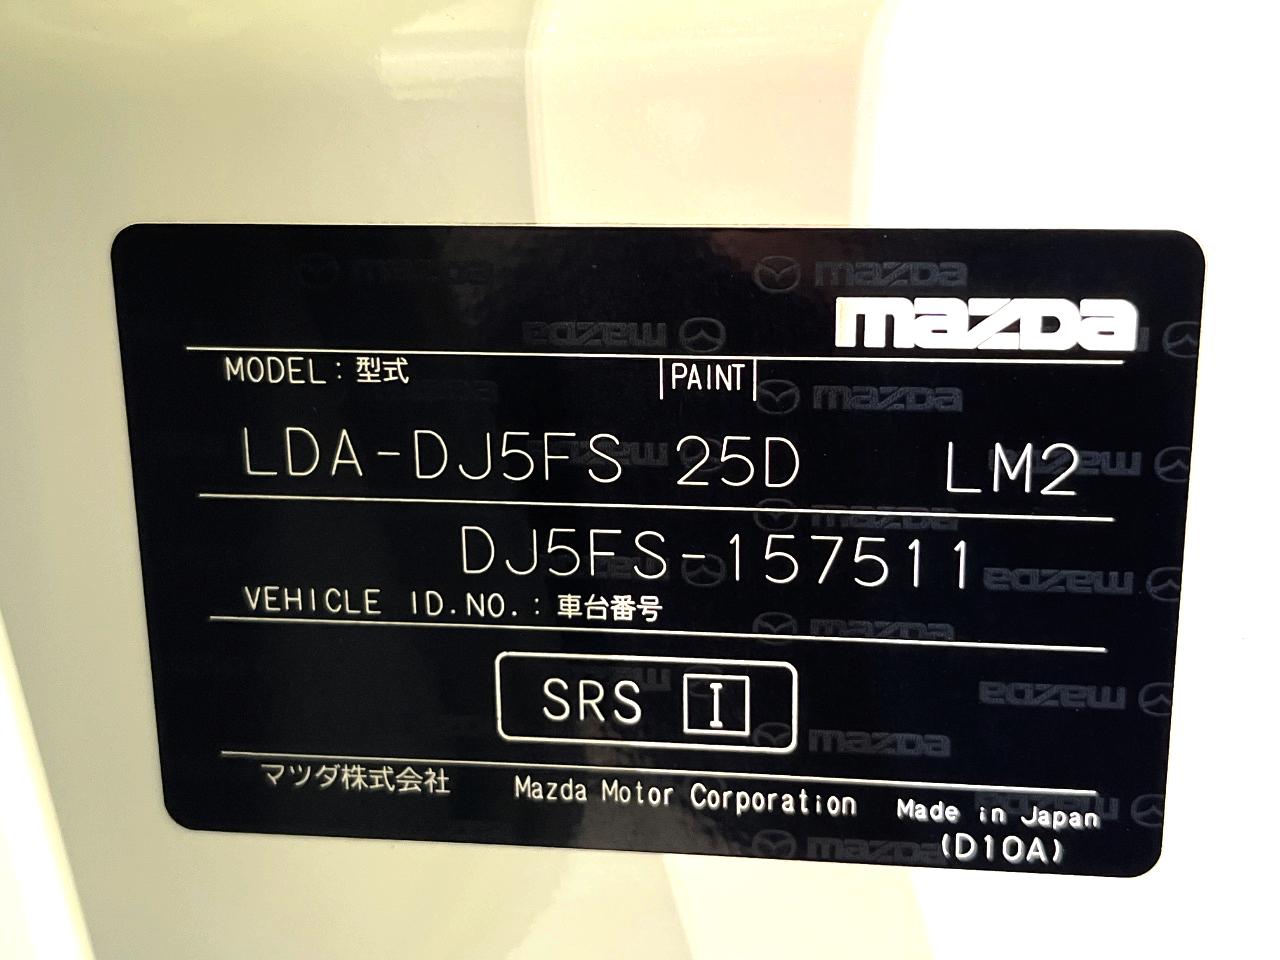 mazda
MODEL : 型式 PAINT
LDA-DJ5FS 25D LM2
DJ5FS-157511
VEHICLE ID.NO. : 車台番号
SRS I
マツダ株式会社 Mazda Motor Corporation Made in Japan
(D10A)